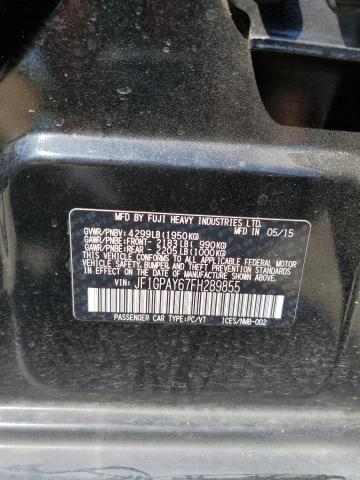 MFD BY FUJI HEAVY INDUSTRIES LTD.
GVWR/PNBV: 4299LB(1950KG) IN 05/15
GAWR/PNBE:FRONT- 2183LB( 990KG)
GAWR/PNBE:REAR - 2205LB(1000KG)
THIS VEHICLE CONFORMS TO ALL APPLICABLE FEDERAL MOTOR
VEHICLE SAFETY, BUMPER, AND THEFT PREVENTION STANDARDS
IN EFFECT ON THE DATE OF MANUFACTURE SHOWN ABOVE.
VIN: JF1GPAY67FH289855
PASSENGER CAR TYPE:PC/VT ICES/NMB-002